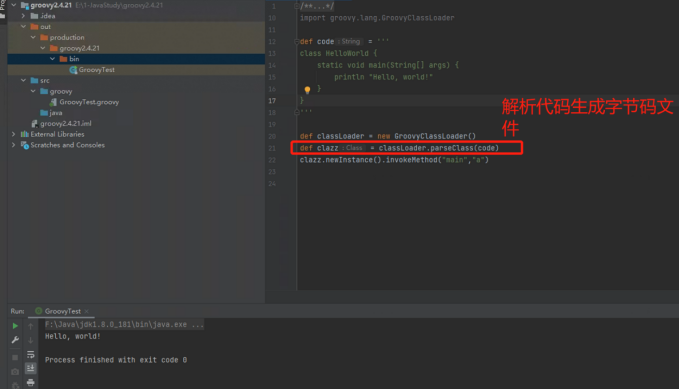 groovy2.4.21 E:\1-JavaStudy\groovy2.4.21
.idea
out
production
groovy2.4.21
bin
GroovyTest
src
groovy
GroovyTest.groovy
java
groovy2.4.21.iml
External Libraries
Scratches and Consoles
1 /**...*/
10 import groovy.lang.GroovyClassLoader
11
12 def code : String = '''
13 class HelloWorld {
14 static void main(String[] args) {
15 println "Hello, world!"
16 }
17 }
18 '''
19
20 def classLoader = new GroovyClassLoader()
21 def clazz : Class = classLoader.parseClass(code)
22 clazz.newInstance().invokeMethod("main","a")
23
24
解析代码生成字节码文
件
Run: GroovyTest ×
F:\Java\jdk1.8.0_181\bin\java.exe ...
Hello, world!
Process finished with exit code 0